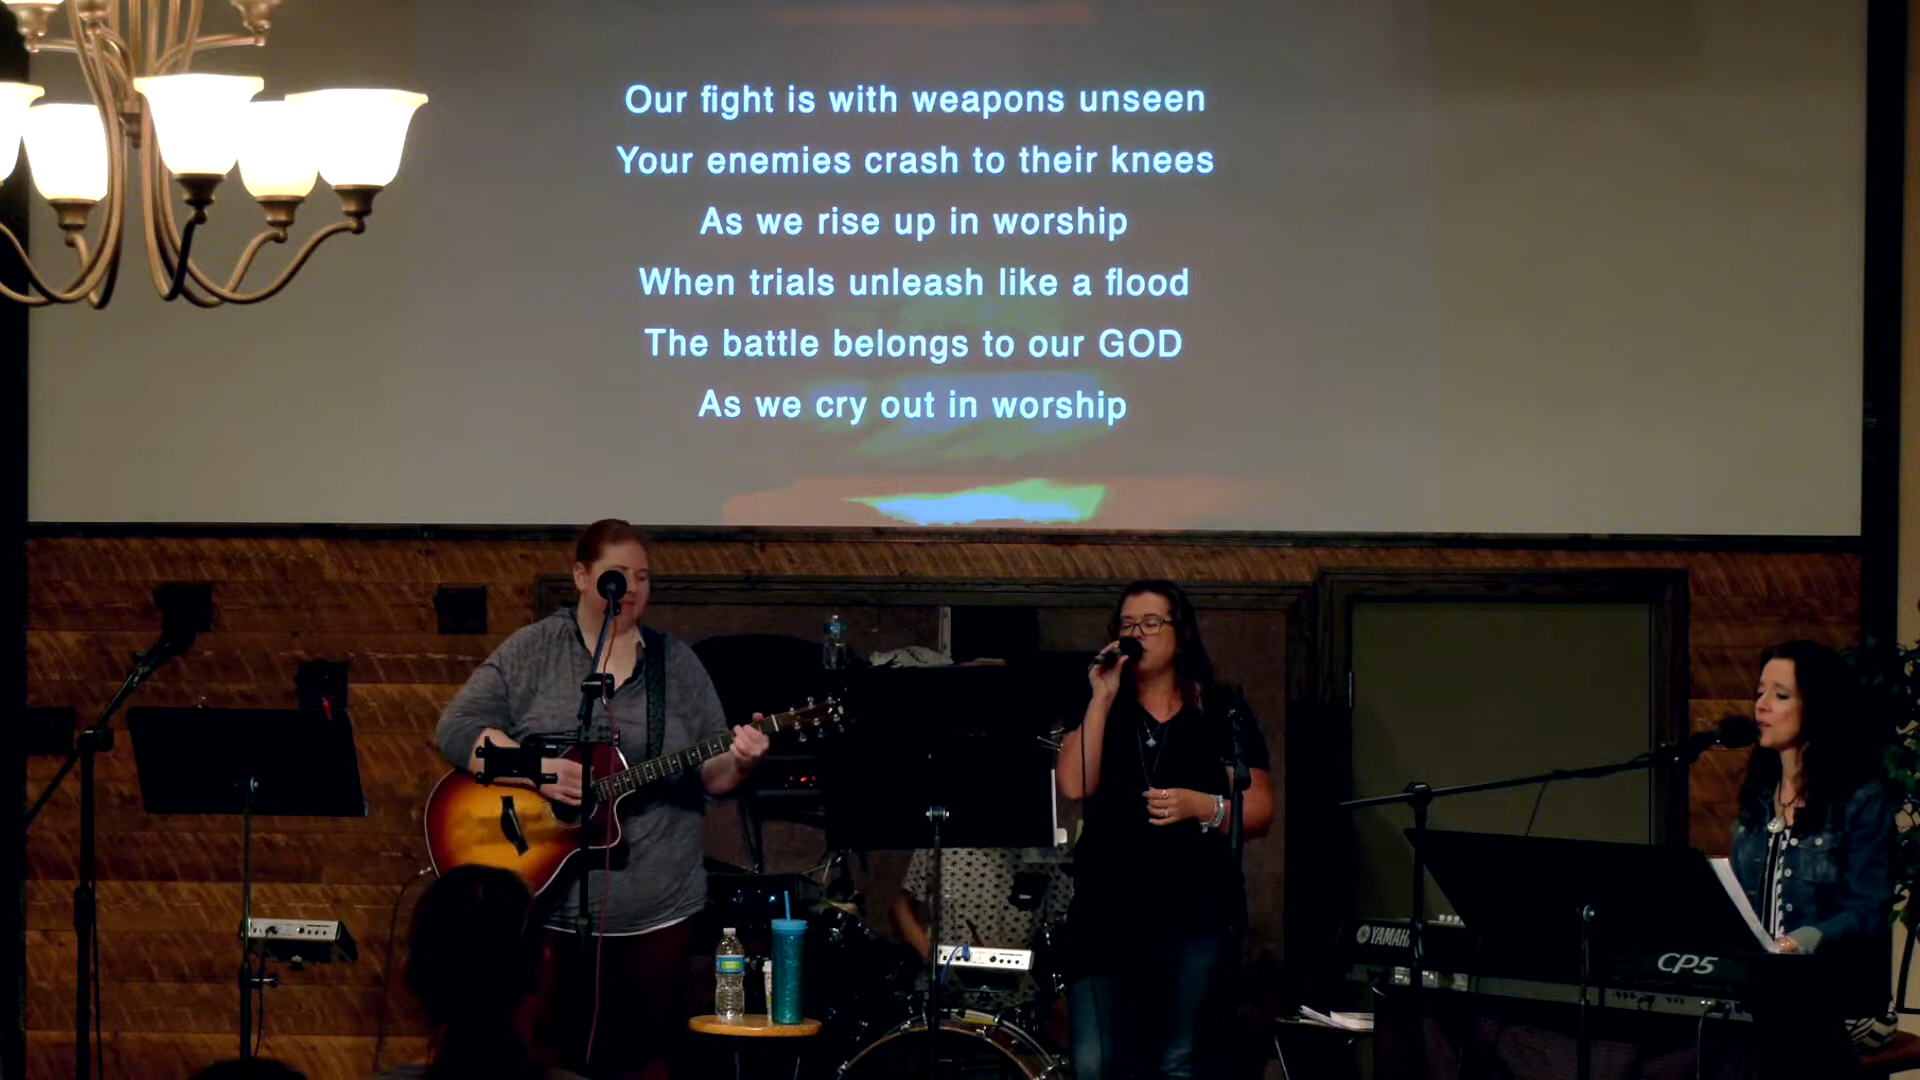 Our fight is with weapons unseen
Your enemies crash to their knees
As we rise up in worship
When trials unleash like a flood
The battle belongs to our GOD
As we cry out in worship
YAMAHA
CP5